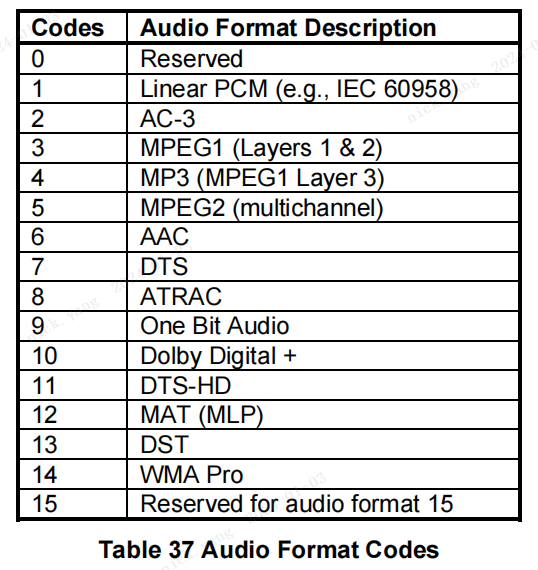 Codes Audio Format Description
0 Reserved
1 Linear PCM (e.g., IEC 60958)
2 AC-3
3 MPEG1 (Layers 1 & 2)
4 MP3 (MPEG1 Layer 3)
5 MPEG2 (multichannel)
6 AAC
7 DTS
8 ATRAC
9 One Bit Audio
10 Dolby Digital +
11 DTS-HD
12 MAT (MLP)
13 DST
14 WMA Pro
15 Reserved for audio format 15
Table 37 Audio Format Codes